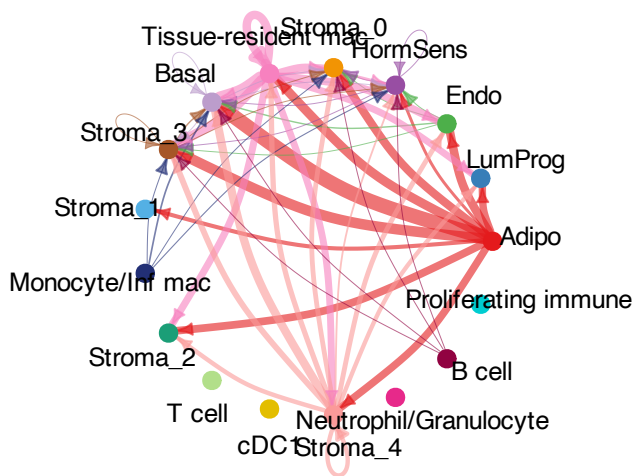 Stroma_0
Tissue-resident mac
HormSens
Basal
Endo
Stroma_3
LumProg
Stroma_1
Adipo
Monocyte/Inf mac
Proliferating immune
Stroma_2
B cell
T cell
Neutrophil/Granulocyte
cDC1
Stroma_4